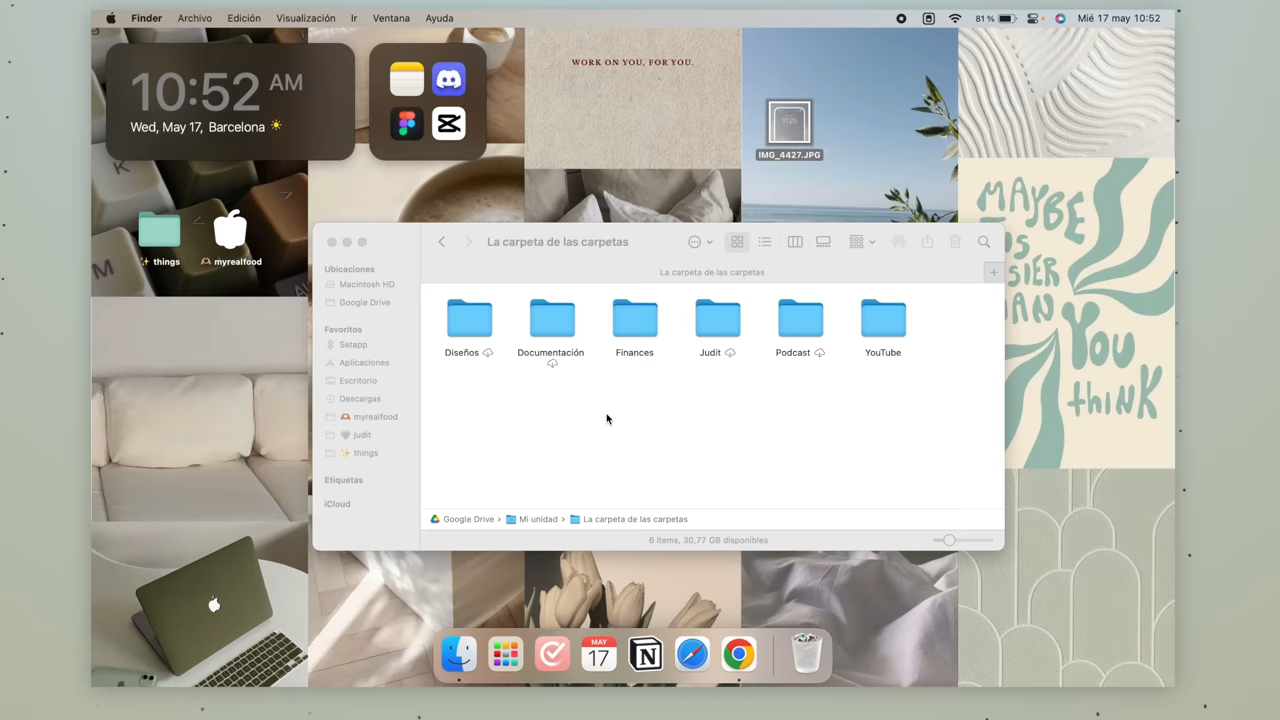 Finder Archivo Edición Visualización Ir Ventana Ayuda
81 % Mié 17 may 10:52
10:52 AM
Wed, May 17, Barcelona
WORK ON YOU, FOR YOU.
11:25
IMG_4427.JPG
MAYBE
IS
YOU
thiNK
K
M
things
myrealfood
La carpeta de las carpetas
La carpeta de las carpetas
Ubicaciones
Macintosh HD
Google Drive
Favoritos
Setapp
Aplicaciones
Escritorio
Descargas
myrealfood
judit
things
Etiquetas
iCloud
Diseños
Documentación
Finances
Judit
Podcast
YouTube
Google Drive › Mi unidad › La carpeta de las carpetas
6 ítems, 30,77 GB disponibles
MAY
17
N